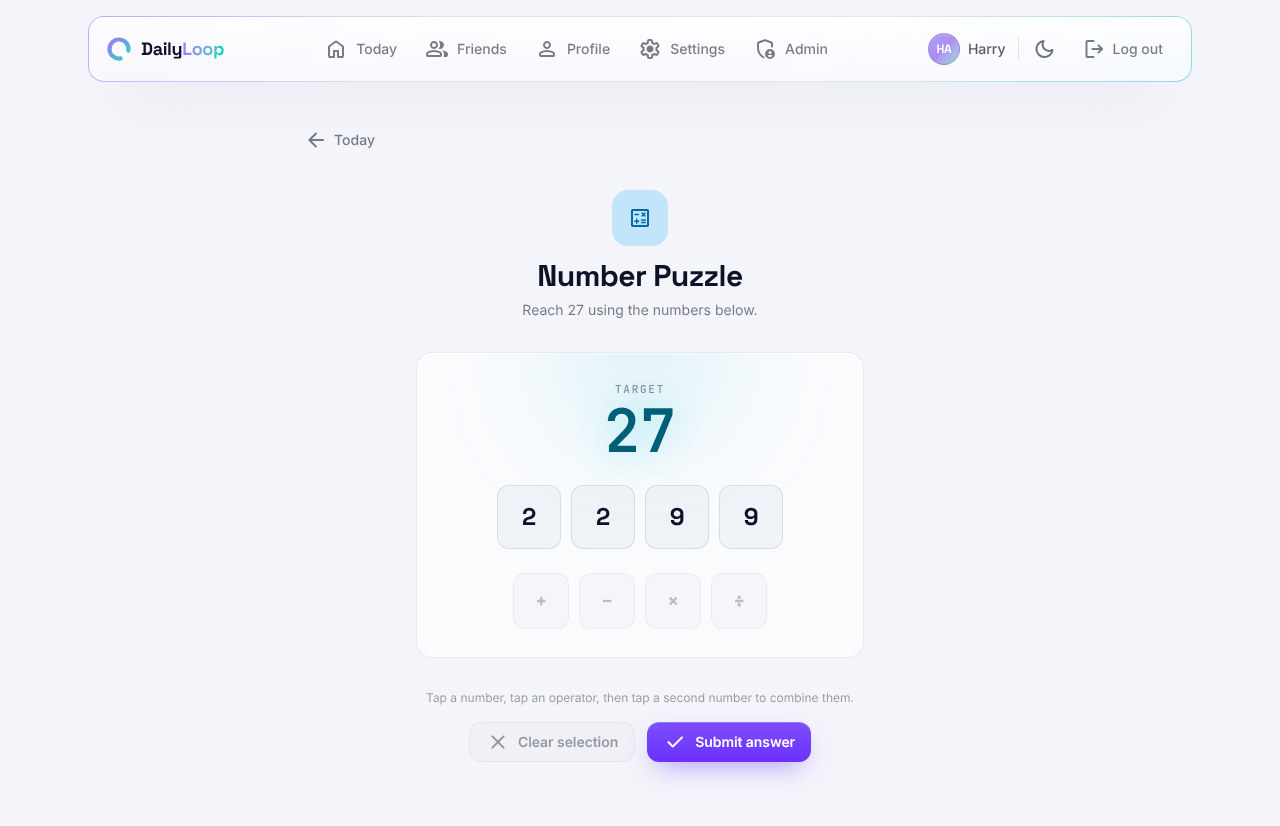 DailyLoop
Today
Friends
Profile
Settings
Admin
HA
Harry
Log out
Today
Number Puzzle
Reach 27 using the numbers below.
TARGET
27
2 2 9 9
+ − × ÷
Tap a number, tap an operator, then tap a second number to combine them.
Clear selection
Submit answer